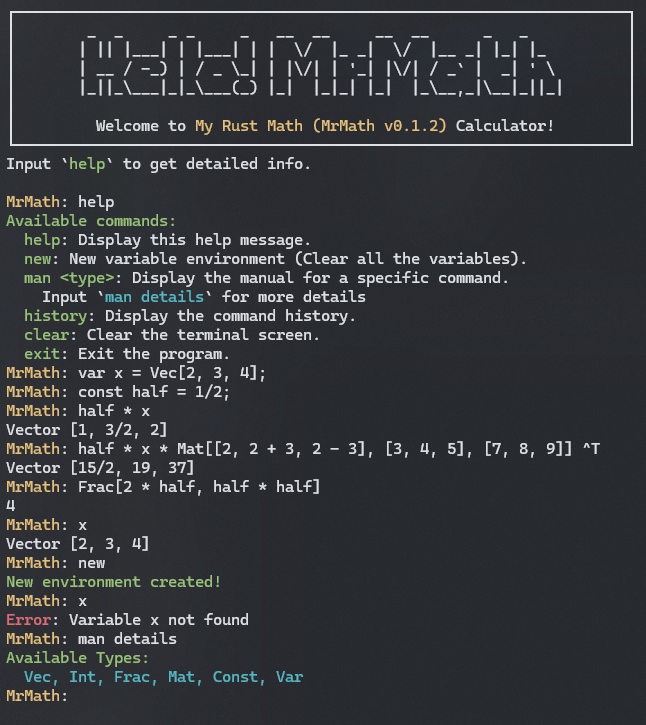 Hello! MrMath
Welcome to My Rust Math (MrMath v0.1.2) Calculator!
Input `help` to get detailed info.
MrMath: help
Available commands:
help: Display this help message.
new: New variable environment (Clear all the variables).
man <type>: Display the manual for a specific command.
Input `man details` for more details
history: Display the command history.
clear: Clear the terminal screen.
exit: Exit the program.
MrMath: var x = Vec[2, 3, 4];
MrMath: const half = 1/2;
MrMath: half * x
Vector [1, 3/2, 2]
MrMath: half * x * Mat[[2, 2 + 3, 2 - 3], [3, 4, 5], [7, 8, 9]] ^T
Vector [15/2, 19, 37]
MrMath: Frac[2 * half, half * half]
4
MrMath: x
Vector [2, 3, 4]
MrMath: new
New environment created!
MrMath: x
Error: Variable x not found
MrMath: man details
Available Types:
Vec, Int, Frac, Mat, Const, Var
MrMath: